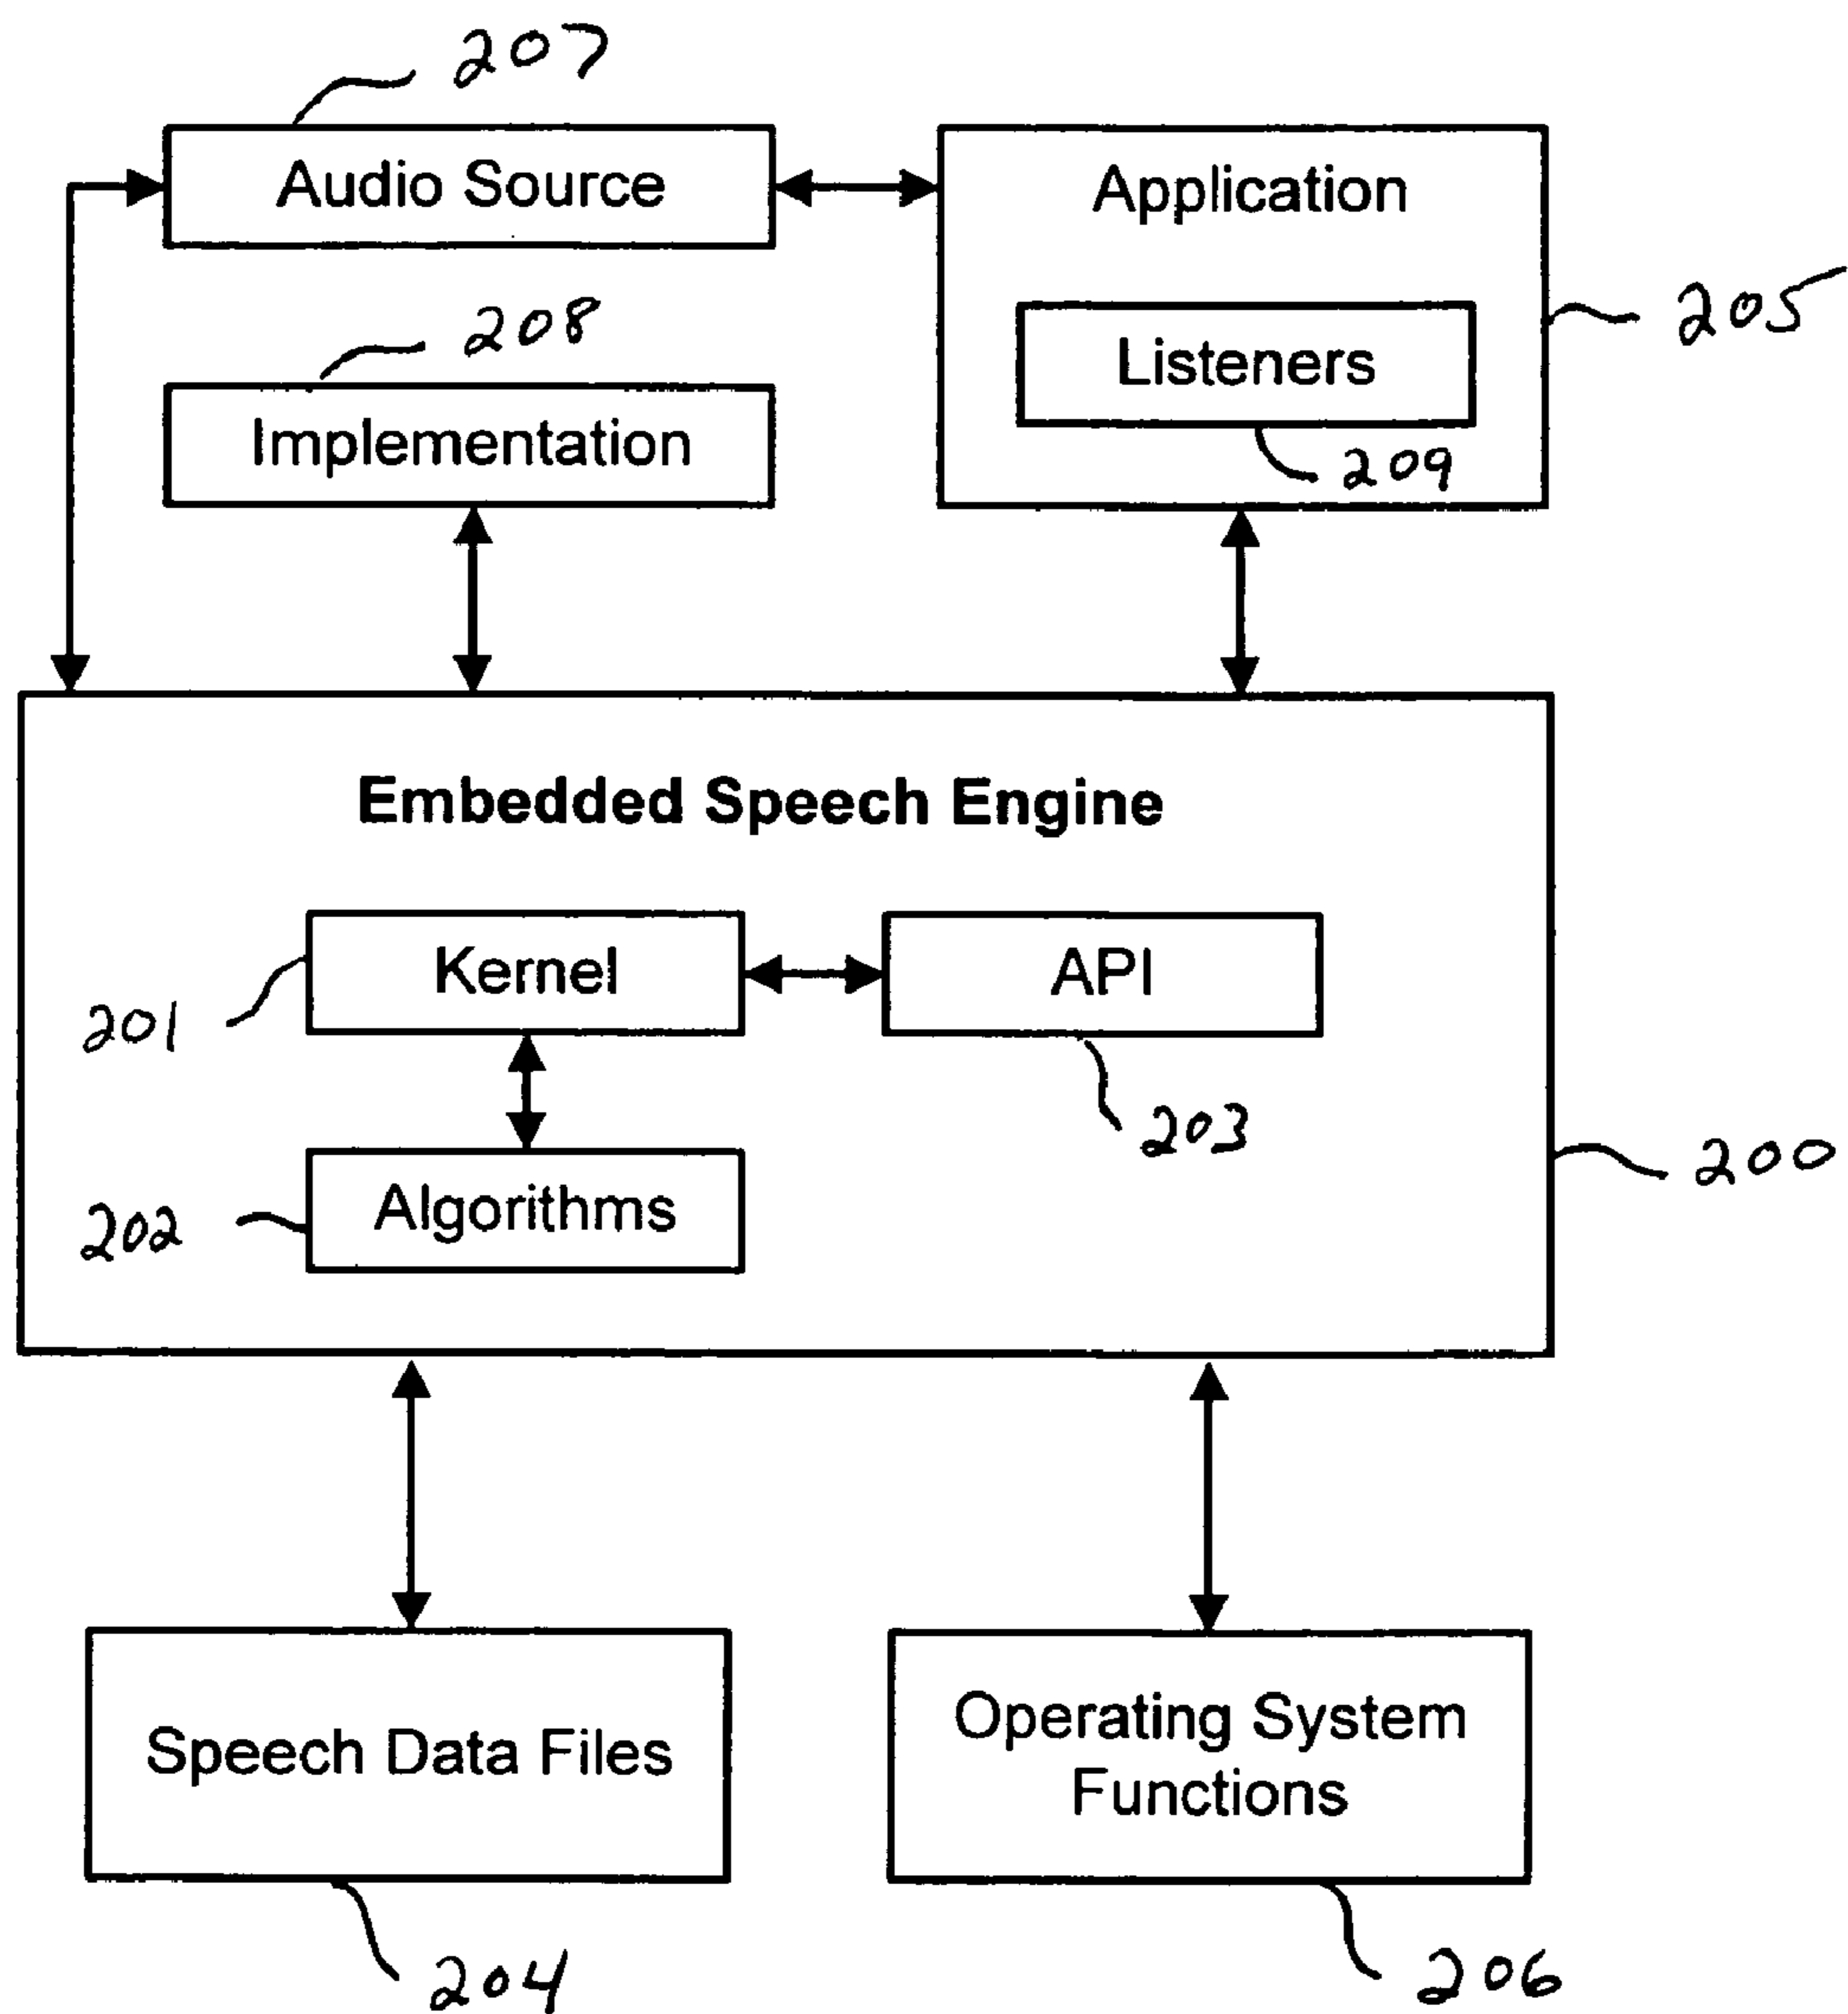 207
Audio Source
Application
208
205
Listeners
Implementation
209
Embedded Speech Engine
Kernel
API
201
203
200
Algorithms
202
Speech Data Files
Operating System
Functions
204
206